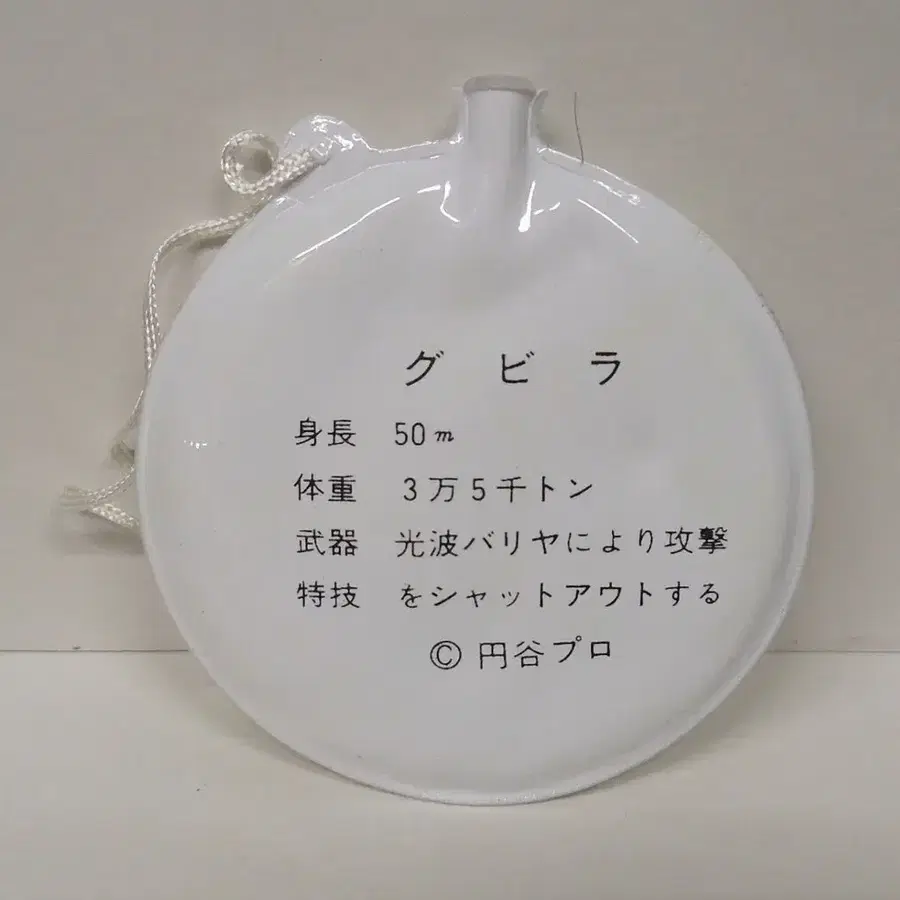 グビラ
身長 50m
体重 3万5千トン
武器 光波バリヤにより攻撃
特技 をシャットアウトする
© 円谷プロ